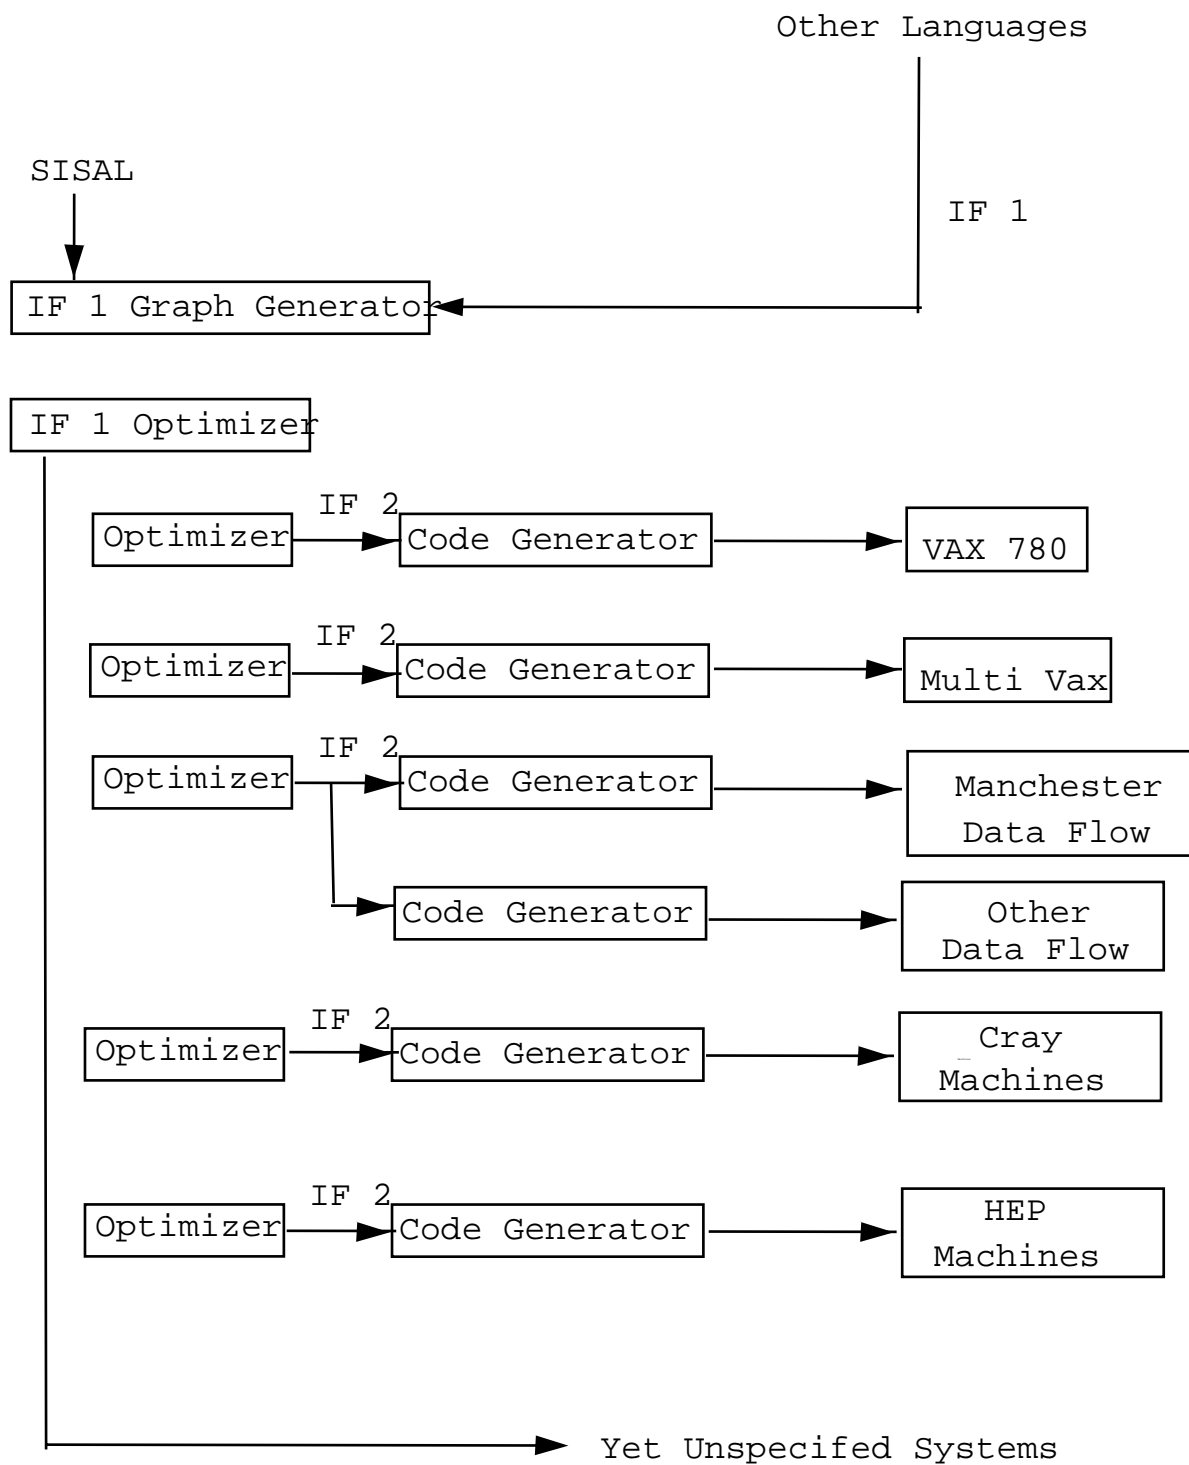 Other Languages
SISAL
IF 1
IF 1 Graph Generator
IF 1 Optimizer
IF 2
Optimizer
Code Generator
VAX 780
IF 2
Optimizer
Code Generator
Multi Vax
IF 2
Optimizer
Code Generator
Manchester
Data Flow
Code Generator
Other
Data Flow
IF 2
Optimizer
Code Generator
Cray
Machines
IF 2
Optimizer
Code Generator
HEP
Machines
Yet Unspecifed Systems